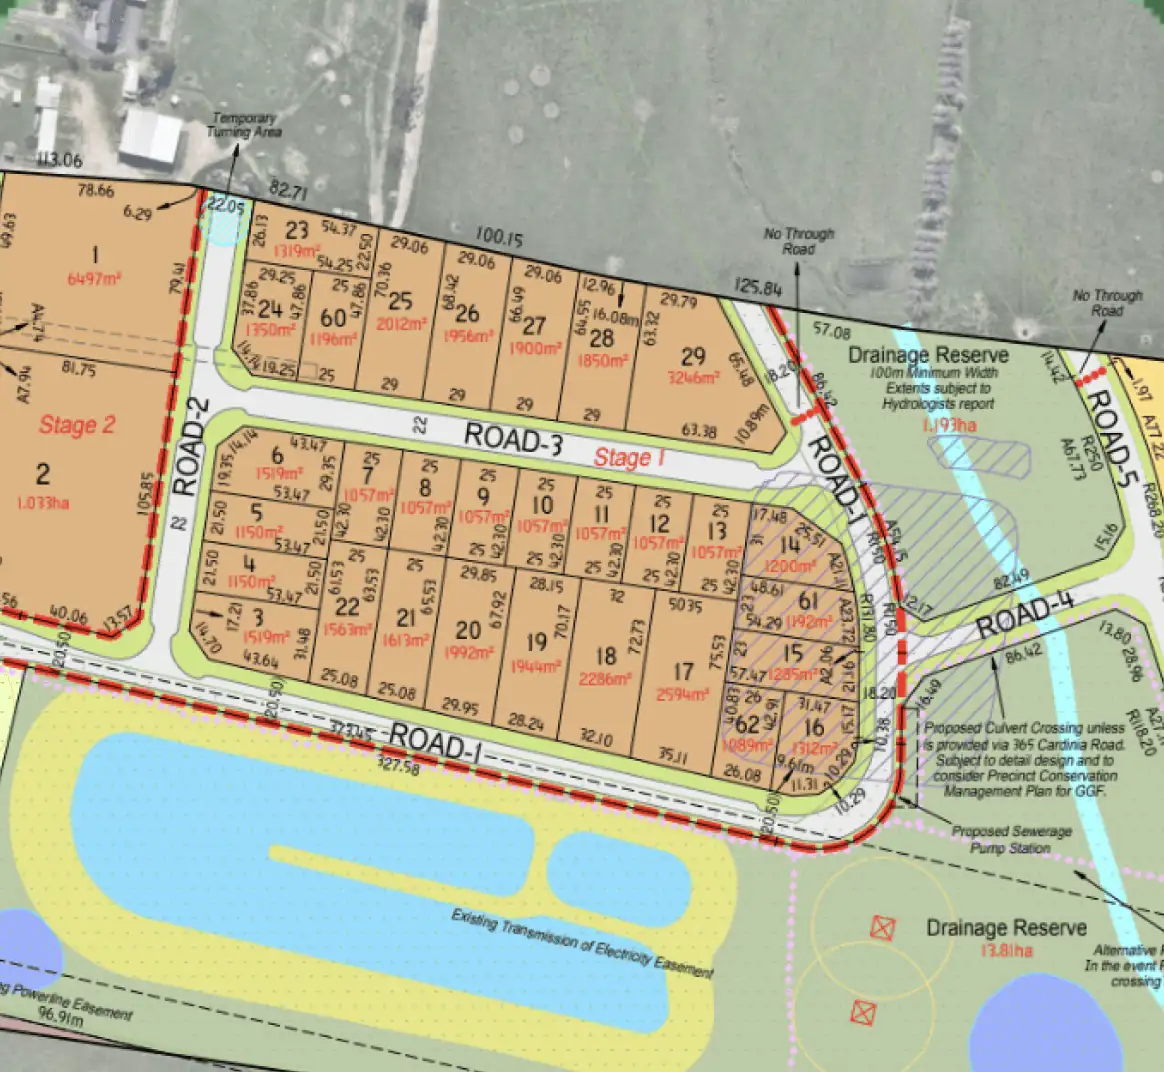 Temporary
Turning Area
113.06
78.66
6.29
22.05
82.71
100.15
No Through
Road
125.84
57.08
No Through
Road
49.63
1
6497m²
79.41
81.75
A7.94
Stage 2
2
1.033ha
105.85
40.06
13.57
20.50
ROAD-2
22
26.13
23
54.37
1319m²
54.25
22.50
29.25
24
1350m²
37.86
47.86
14.14
19.25
25
60
1196m²
47.86
25
70.36
29.06
25
2012m²
29
68.42
29.06
26
1956m²
29
66.49
29.06
27
1900m²
29
64.55
12.96
16.08m
28
1850m²
29
63.32
29.79
29
3246m²
65.48
10.89m
63.38
18.20
86.42
22
ROAD-3
Stage 1
ROAD-1
Drainage Reserve
100m Minimum Width
Extents subject to
Hydrologists report
1.193ha
14.42
1.97
A77.22
ROAD-5
R250
A67.73
R268.20
15.16
14.14
43.47
6
1519m²
19.35
29.35
53.47
5
1150m²
21.50
21.50
53.47
4
1150m²
21.50
21.50
53.47
3
1519m²
17.21
14.70
43.64
31.48
25
7
1057m²
42.30
42.30
25
8
1057m²
42.30
25
25
9
1057m²
42.30
25
25
10
1057m²
42.30
25
25
11
1057m²
42.30
25
25
12
1057m²
42.30
25
25
13
1057m²
42.30
25
17.48
25.51
31
14
1200m²
48.61
23
61
1192m²
54.29
A23.72
R171.80
R150
R150
23
15
1285m²
57.47
A2.06
12.17
82.49
ROAD-4
86.42
16.49
13.80
28.96
R118.20
18.20
25
61.53
22
1563m²
63.53
25.08
25
21
1613m²
65.53
25.08
29.85
20
1992m²
67.92
29.95
28.15
19
1944m²
70.17
28.24
32
18
2286m²
72.73
32.10
50.35
17
2594m²
75.53
35.11
40.83
26
62
1089m²
42.91
26.08
31.47
16
1312m²
15.17
9.61m
11.31
10.29
10.38
10.29
20.50
20.50
373.45
ROAD-1
327.58
Proposed Culvert Crossing unless
is provided via 365 Cardinia Road.
Subject to detail design and to
consider Precinct Conservation
Management Plan for GGF.
Proposed Sewerage
Pump Station
Existing Transmission of Electricity Easement
Drainage Reserve
13.81ha
Alternative
In the event
crossing
Powerline Easement
96.91m